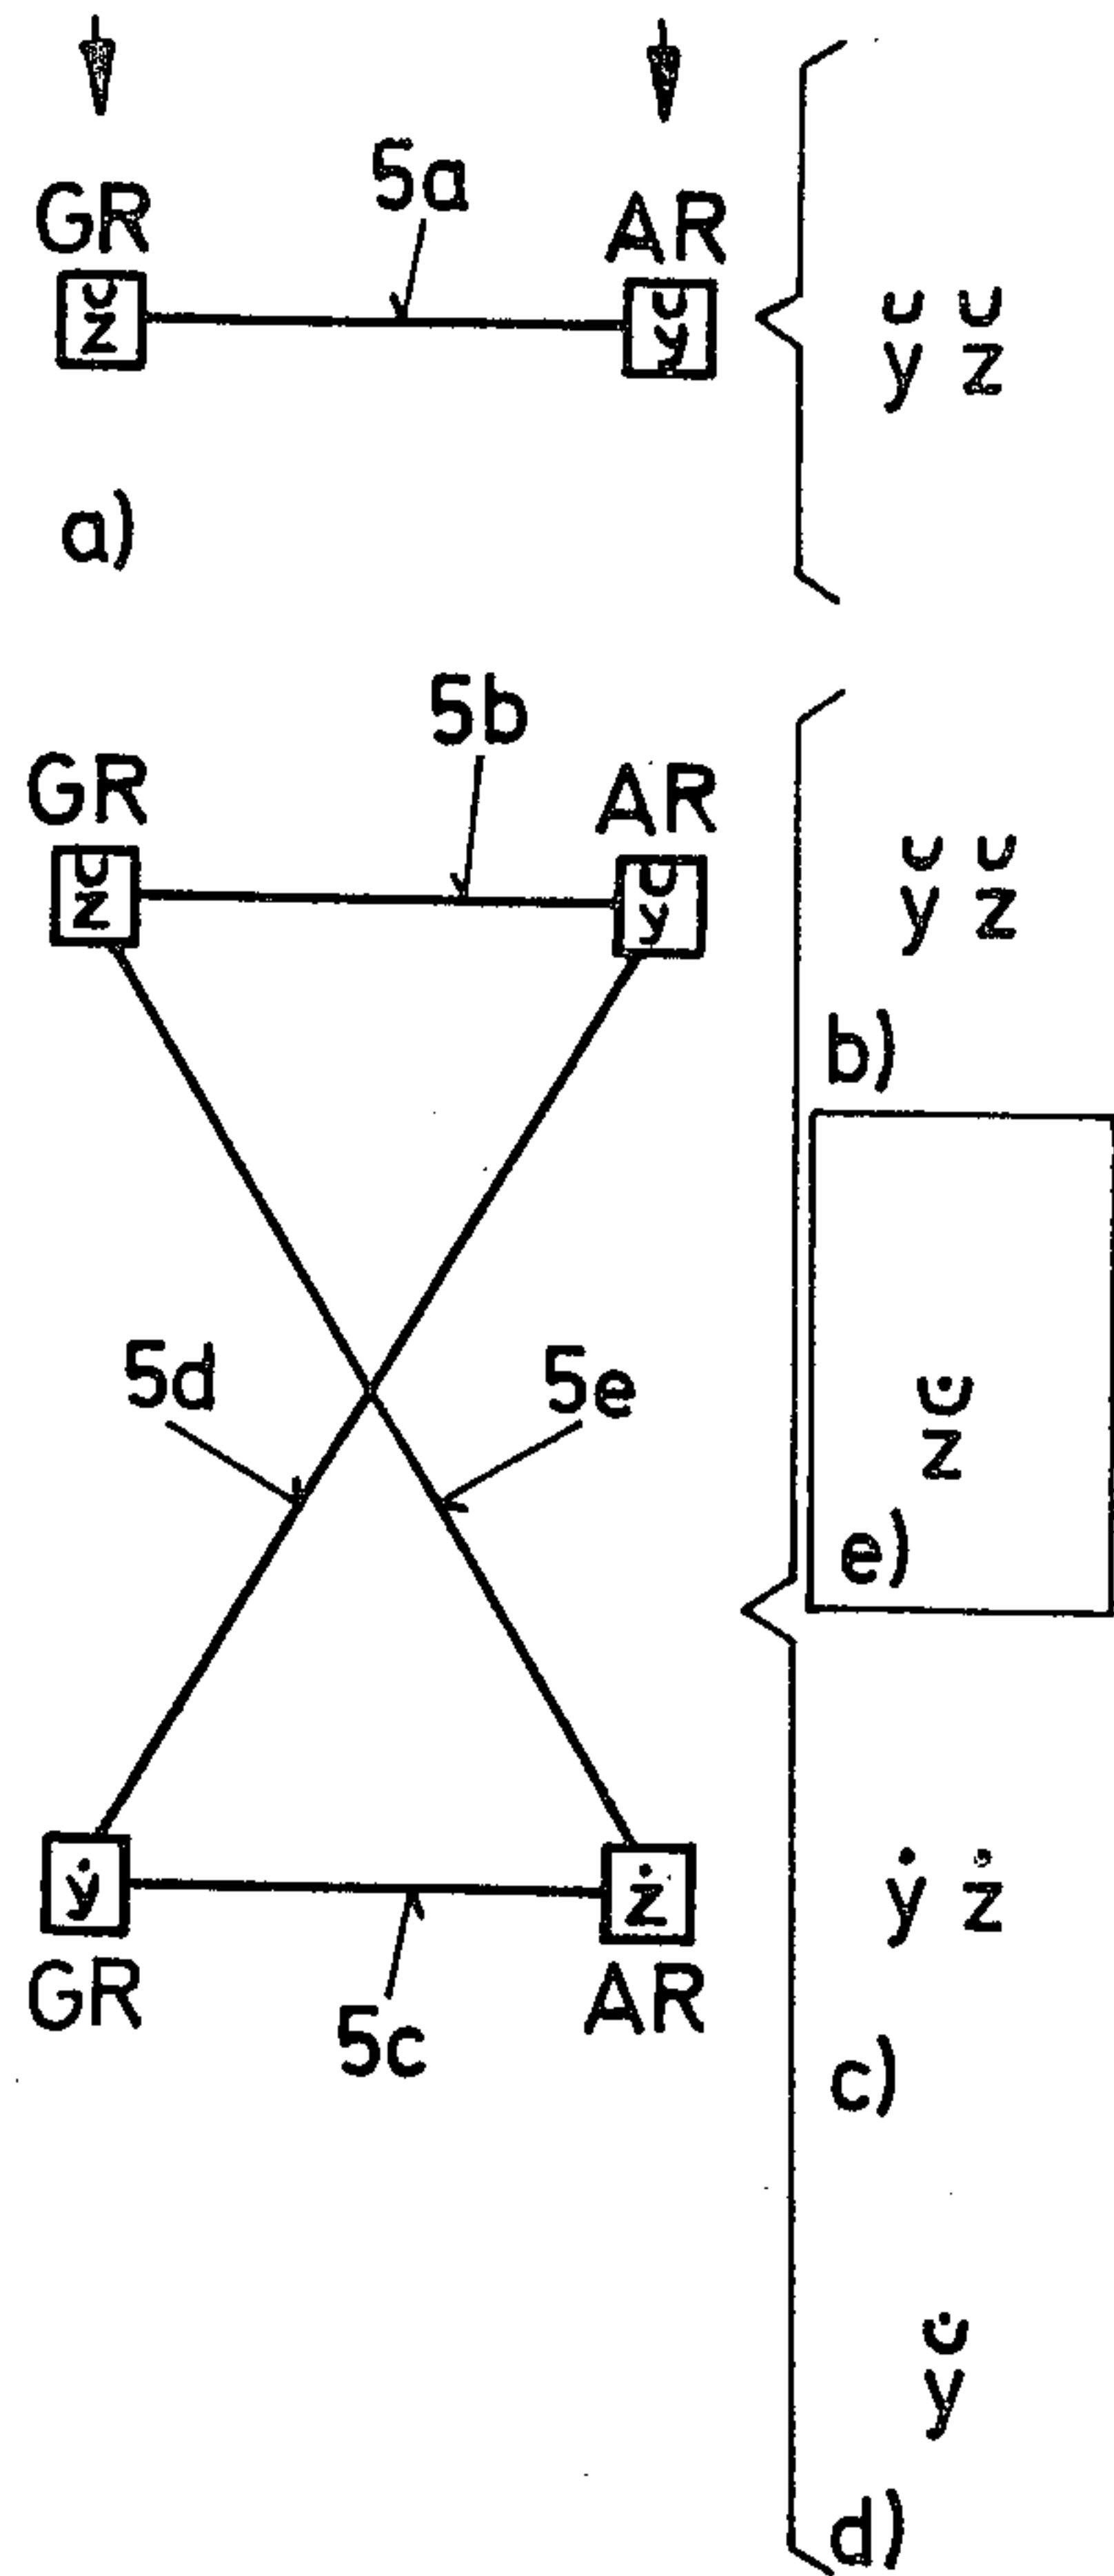 GR 5a AR
z̆ y̆ y̆ z̆
a)
GR 5b AR
z̆ y̆ y̆ z̆
b)
5d 5e z̐
e)
ẏ ż ẏ ż
GR 5c AR
c)
y̐
d)